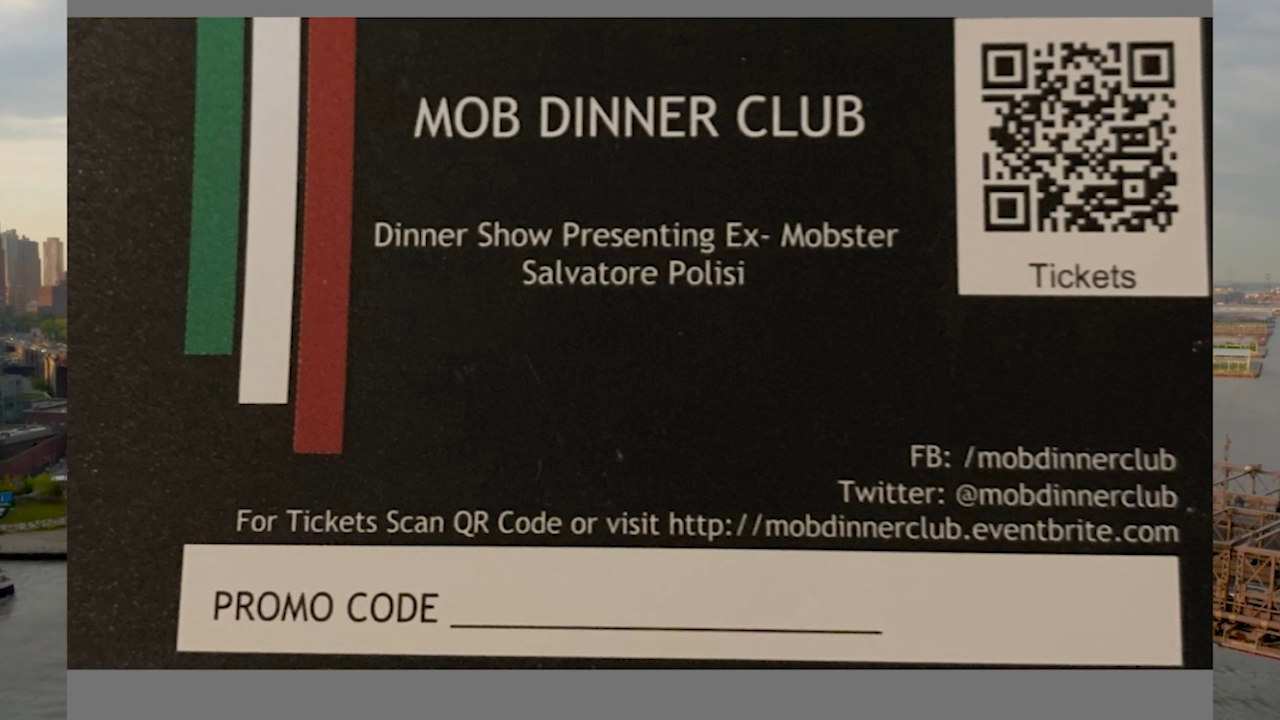 MOB DINNER CLUB
Dinner Show Presenting Ex- Mobster
Salvatore Polisi
Tickets
FB: /mobdinnerclub
Twitter: @mobdinnerclub
For Tickets Scan QR Code or visit http://mobdinnerclub.eventbrite.com
PROMO CODE